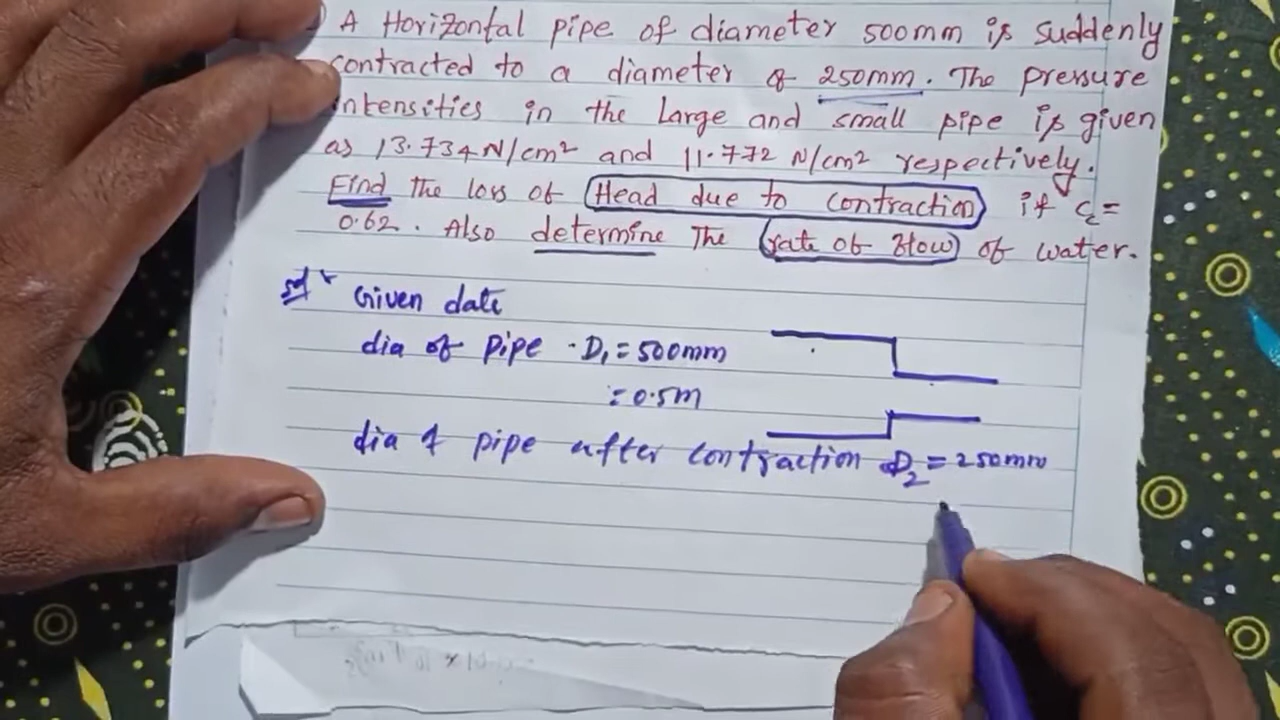 A Horizontal pipe of diameter 500mm is suddenly
contracted to a diameter of 250mm. The pressure
intensities in the Large and small pipe is given
as 13.734N/cm² and 11.772 N/cm² respectively.
Find the loss of Head due to contraction if Cc=
0.62. Also determine The rate of flow of water.
Sol Given data
dia of pipe D₁ = 500mm
= 0.5m
dia of pipe after contraction D₂ = 250mm